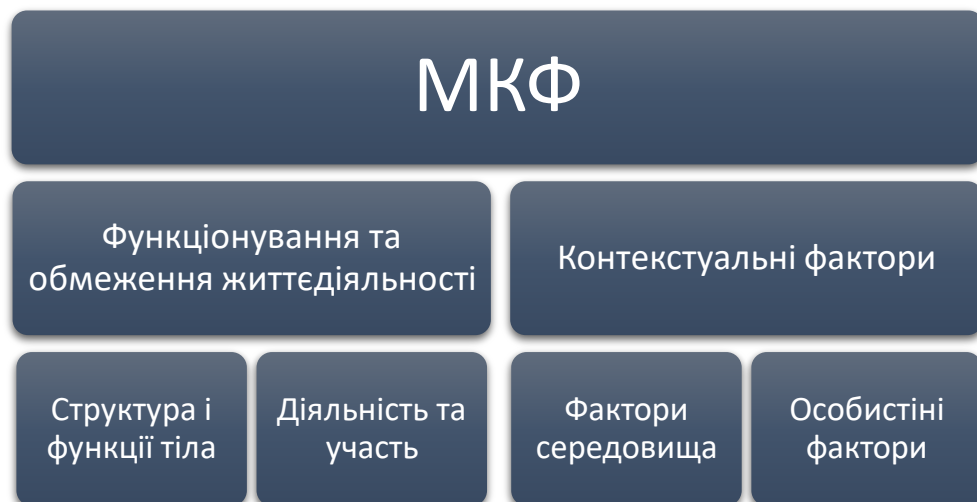 МКФ
Функціонування та
обмеження життєдіяльності
Контекстуальні фактори
Структура і
функції тіла
Діяльність та
участь
Фактори
середовища
Особистіні
фактори